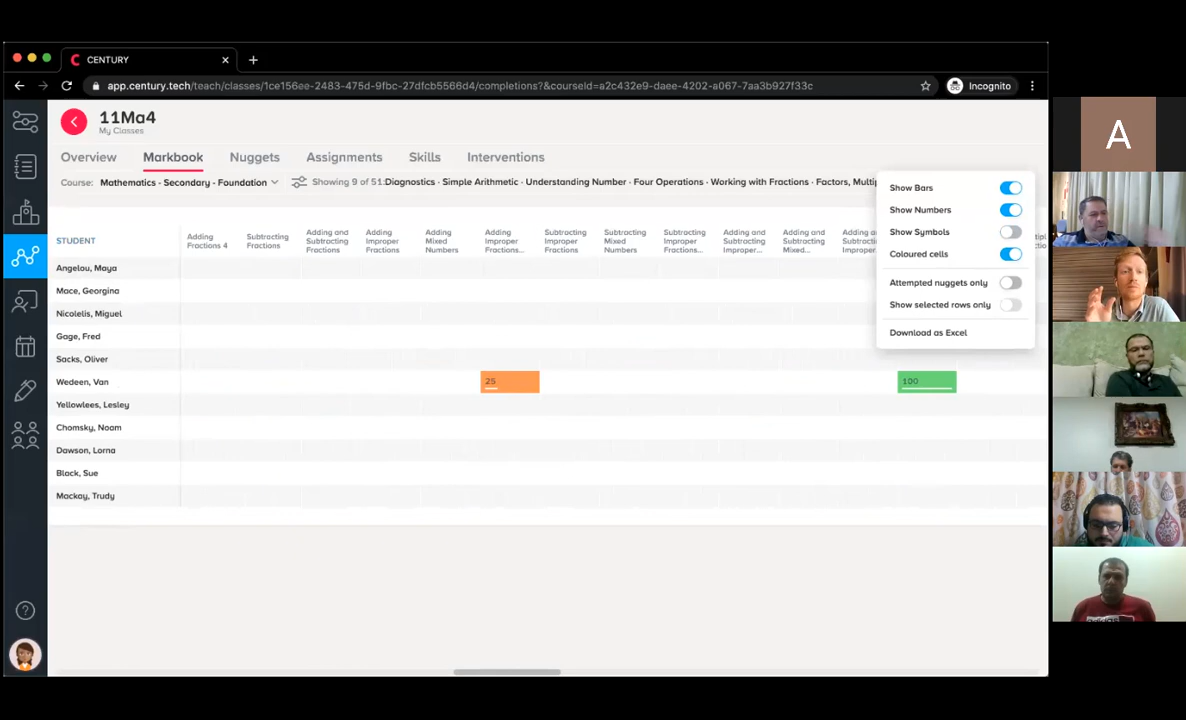 CENTURY
app.century.tech/teach/classes/1ce156ee-2483-475d-9fbc-27dfcb5566d4/completions?&courseId=a2c432e9-daee-4202-a067-7aa3b927f33c
Incognito
11Ma4
My Classes
Overview Markbook Nuggets Assignments Skills Interventions
Course: Mathematics - Secondary - Foundation
Showing 9 of 51: Diagnostics · Simple Arithmetic · Understanding Number · Four Operations · Working with Fractions · Factors, Multip
Show Bars
Show Numbers
Show Symbols
Coloured cells
Attempted nuggets only
Show selected rows only
Download as Excel
STUDENT
Adding Fractions 4
Subtracting Fractions
Adding and Subtracting Fractions
Adding Improper Fractions
Adding Mixed Numbers
Adding Improper Fractions...
Subtracting Improper Fractions
Subtracting Mixed Numbers
Subtracting Improper Fractions...
Adding and Subtracting Improper...
Adding and Subtracting Mixed...
Adding and Subtractin Improper...
Angelou, Maya
Mace, Georgina
Nicolelis, Miguel
Gage, Fred
Sacks, Oliver
Wedeen, Van 25 100
Yellowlees, Lesley
Chomsky, Noam
Dawson, Lorna
Black, Sue
Mackay, Trudy
A